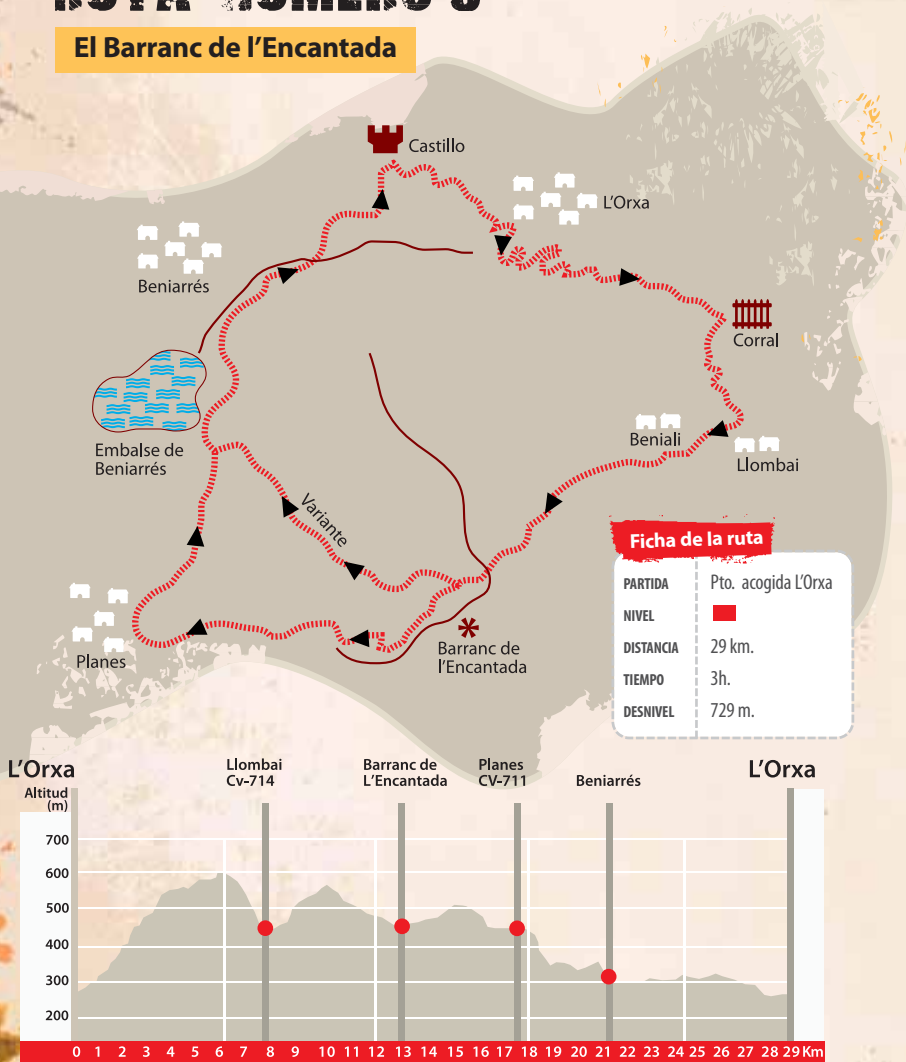 El Barranc de l'Encantada
Castillo
L'Orxa
Beniarrés
Corral
Embalse de
Beniarrés
Beniali
Llombai
Variante
Planes
Barranc de
l'Encantada
Ficha de la ruta
PARTIDA Pto. acogida L'Orxa
NIVEL
DISTANCIA 29 km.
TIEMPO 3h.
DESNIVEL 729 m.
L'Orxa
Llombai
Cv-714
Barranc de
L'Encantada
Planes
CV-711
Beniarrés
L'Orxa
Altitud
(m)
700
600
500
400
300
200
0 1 2 3 4 5 6 7 8 9 10 11 12 13 14 15 16 17 18 19 20 21 22 23 24 25 26 27 28 29 Km